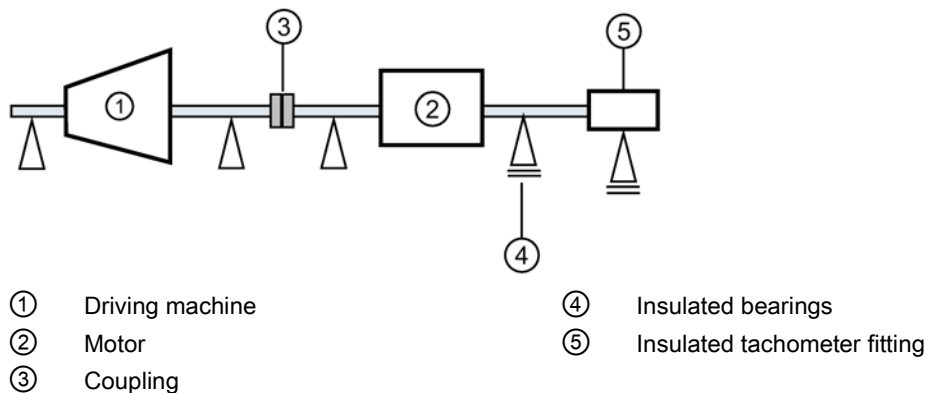 ③ ⑤
① ②
④
① Driving machine ④ Insulated bearings
② Motor ⑤ Insulated tachometer fitting
③ Coupling